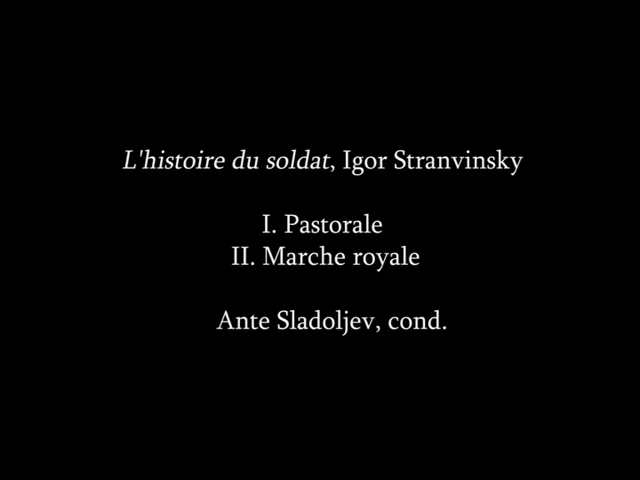 L'histoire du soldat, Igor Stranvinsky
I. Pastorale
II. Marche royale
Ante Sladoljev, cond.